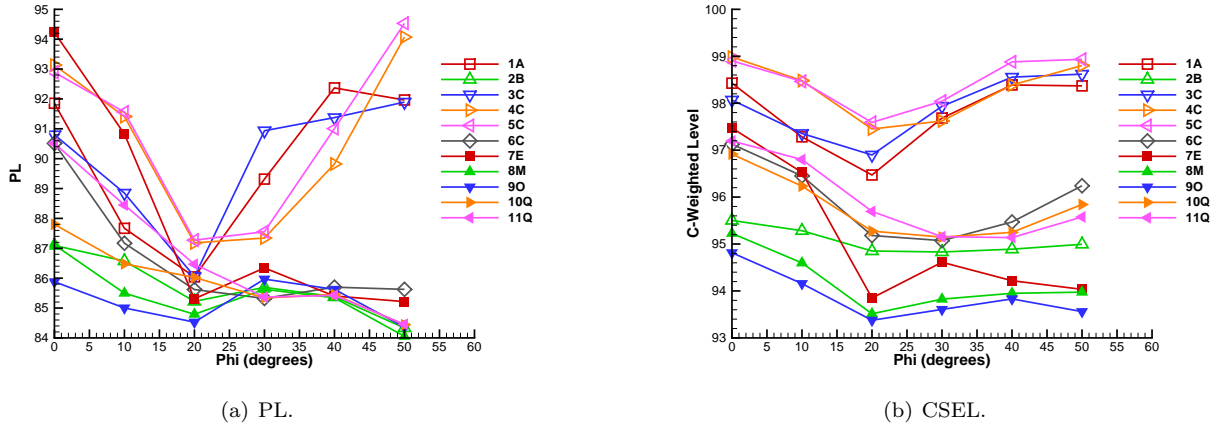 PL
95
94
93
92
91
90
89
88
87
86
85
84
0 5 10 15 20 25 30 35 40 45 50 55 60
Phi (degrees)
1A
2B
3C
4C
5C
6C
7E
8M
9O
10Q
11Q
(a) PL.
C-Weighted Level
100
99
98
97
96
95
94
93
0 5 10 15 20 25 30 35 40 45 50 55 60
Phi (degrees)
1A
2B
3C
4C
5C
6C
7E
8M
9O
10Q
11Q
(b) CSEL.